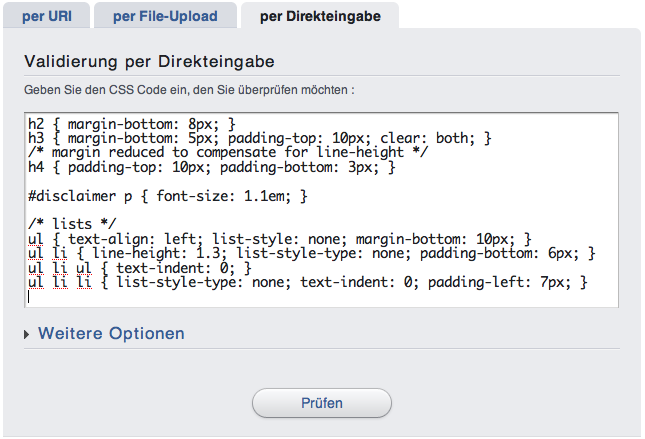 per URI per File-Upload per Direkteingabe
Validierung per Direkteingabe
Geben Sie den CSS Code ein, den Sie überprüfen möchten :
h2 { margin-bottom: 8px; }
h3 { margin-bottom: 5px; padding-top: 10px; clear: both; }
/* margin reduced to compensate for line-height */
h4 { padding-top: 10px; padding-bottom: 3px; }
#disclaimer p { font-size: 1.1em; }
/* lists */
ul { text-align: left; list-style: none; margin-bottom: 10px; }
ul li { line-height: 1.3; list-style-type: none; padding-bottom: 6px; }
ul li ul { text-indent: 0; }
ul li li { list-style-type: none; text-indent: 0; padding-left: 7px; }
Weitere Optionen
Prüfen